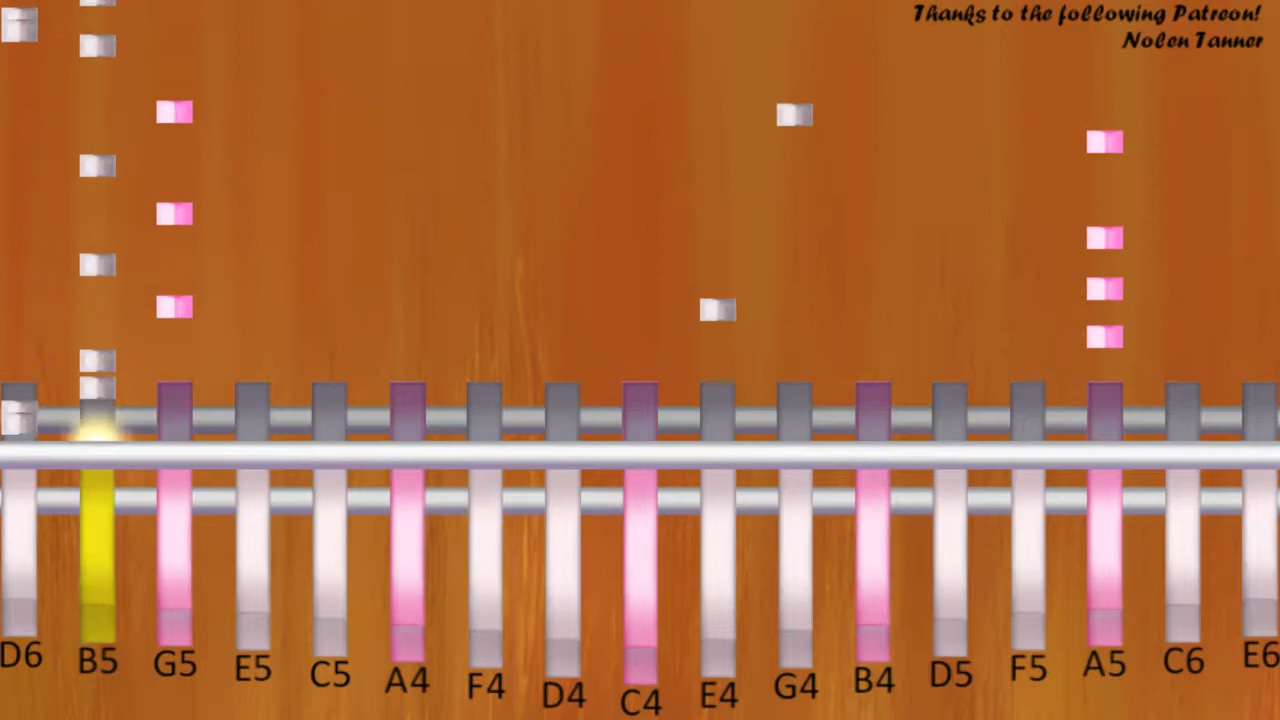 Thanks to the following Patreon!
Nolen Tanner
D6 B5 G5 E5 C5 A4 F4 D4 C4 E4 G4 B4 D5 F5 A5 C6 E6